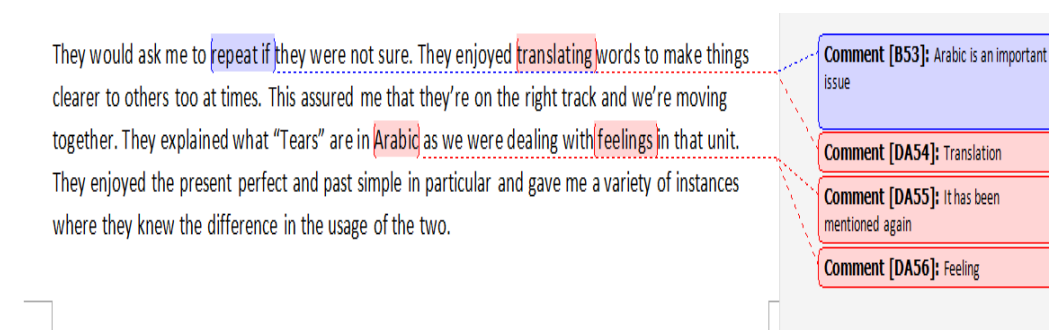 They would ask me to repeat if they were not sure. They enjoyed translating words to make things
clearer to others too at times. This assured me that they're on the right track and we're moving
together. They explained what “Tears” are in Arabic as we were dealing with feelings in that unit.
They enjoyed the present perfect and past simple in particular and gave me a variety of instances
where they knew the difference in the usage of the two.
Comment [B53]: Arabic is an important
issue
Comment [DA54]: Translation
Comment [DA55]: It has been
mentioned again
Comment [DA56]: Feeling